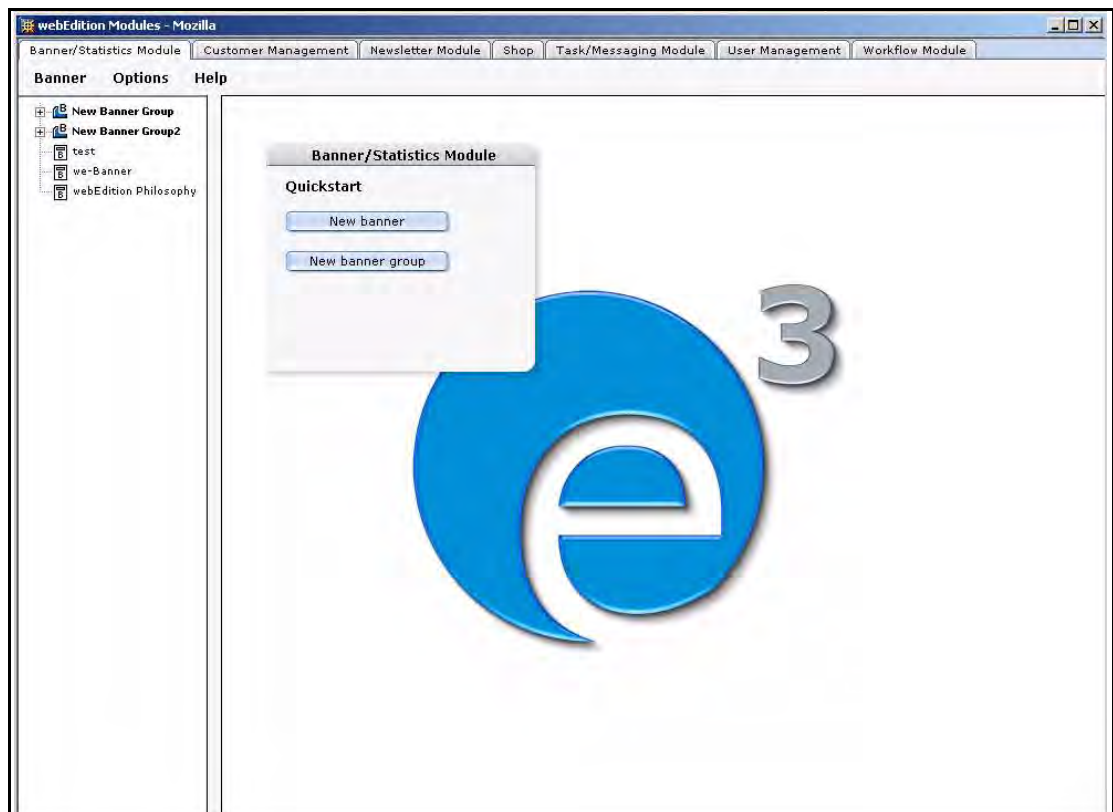 webEdition Modules - Mozilla
Banner/Statistics Module Customer Management Newsletter Module Shop Task/Messaging Module User Management Workflow Module
Banner Options Help
New Banner Group
New Banner Group2
test
we-Banner
webEdition Philosophy
Banner/Statistics Module
Quickstart
New banner
New banner group
e 3